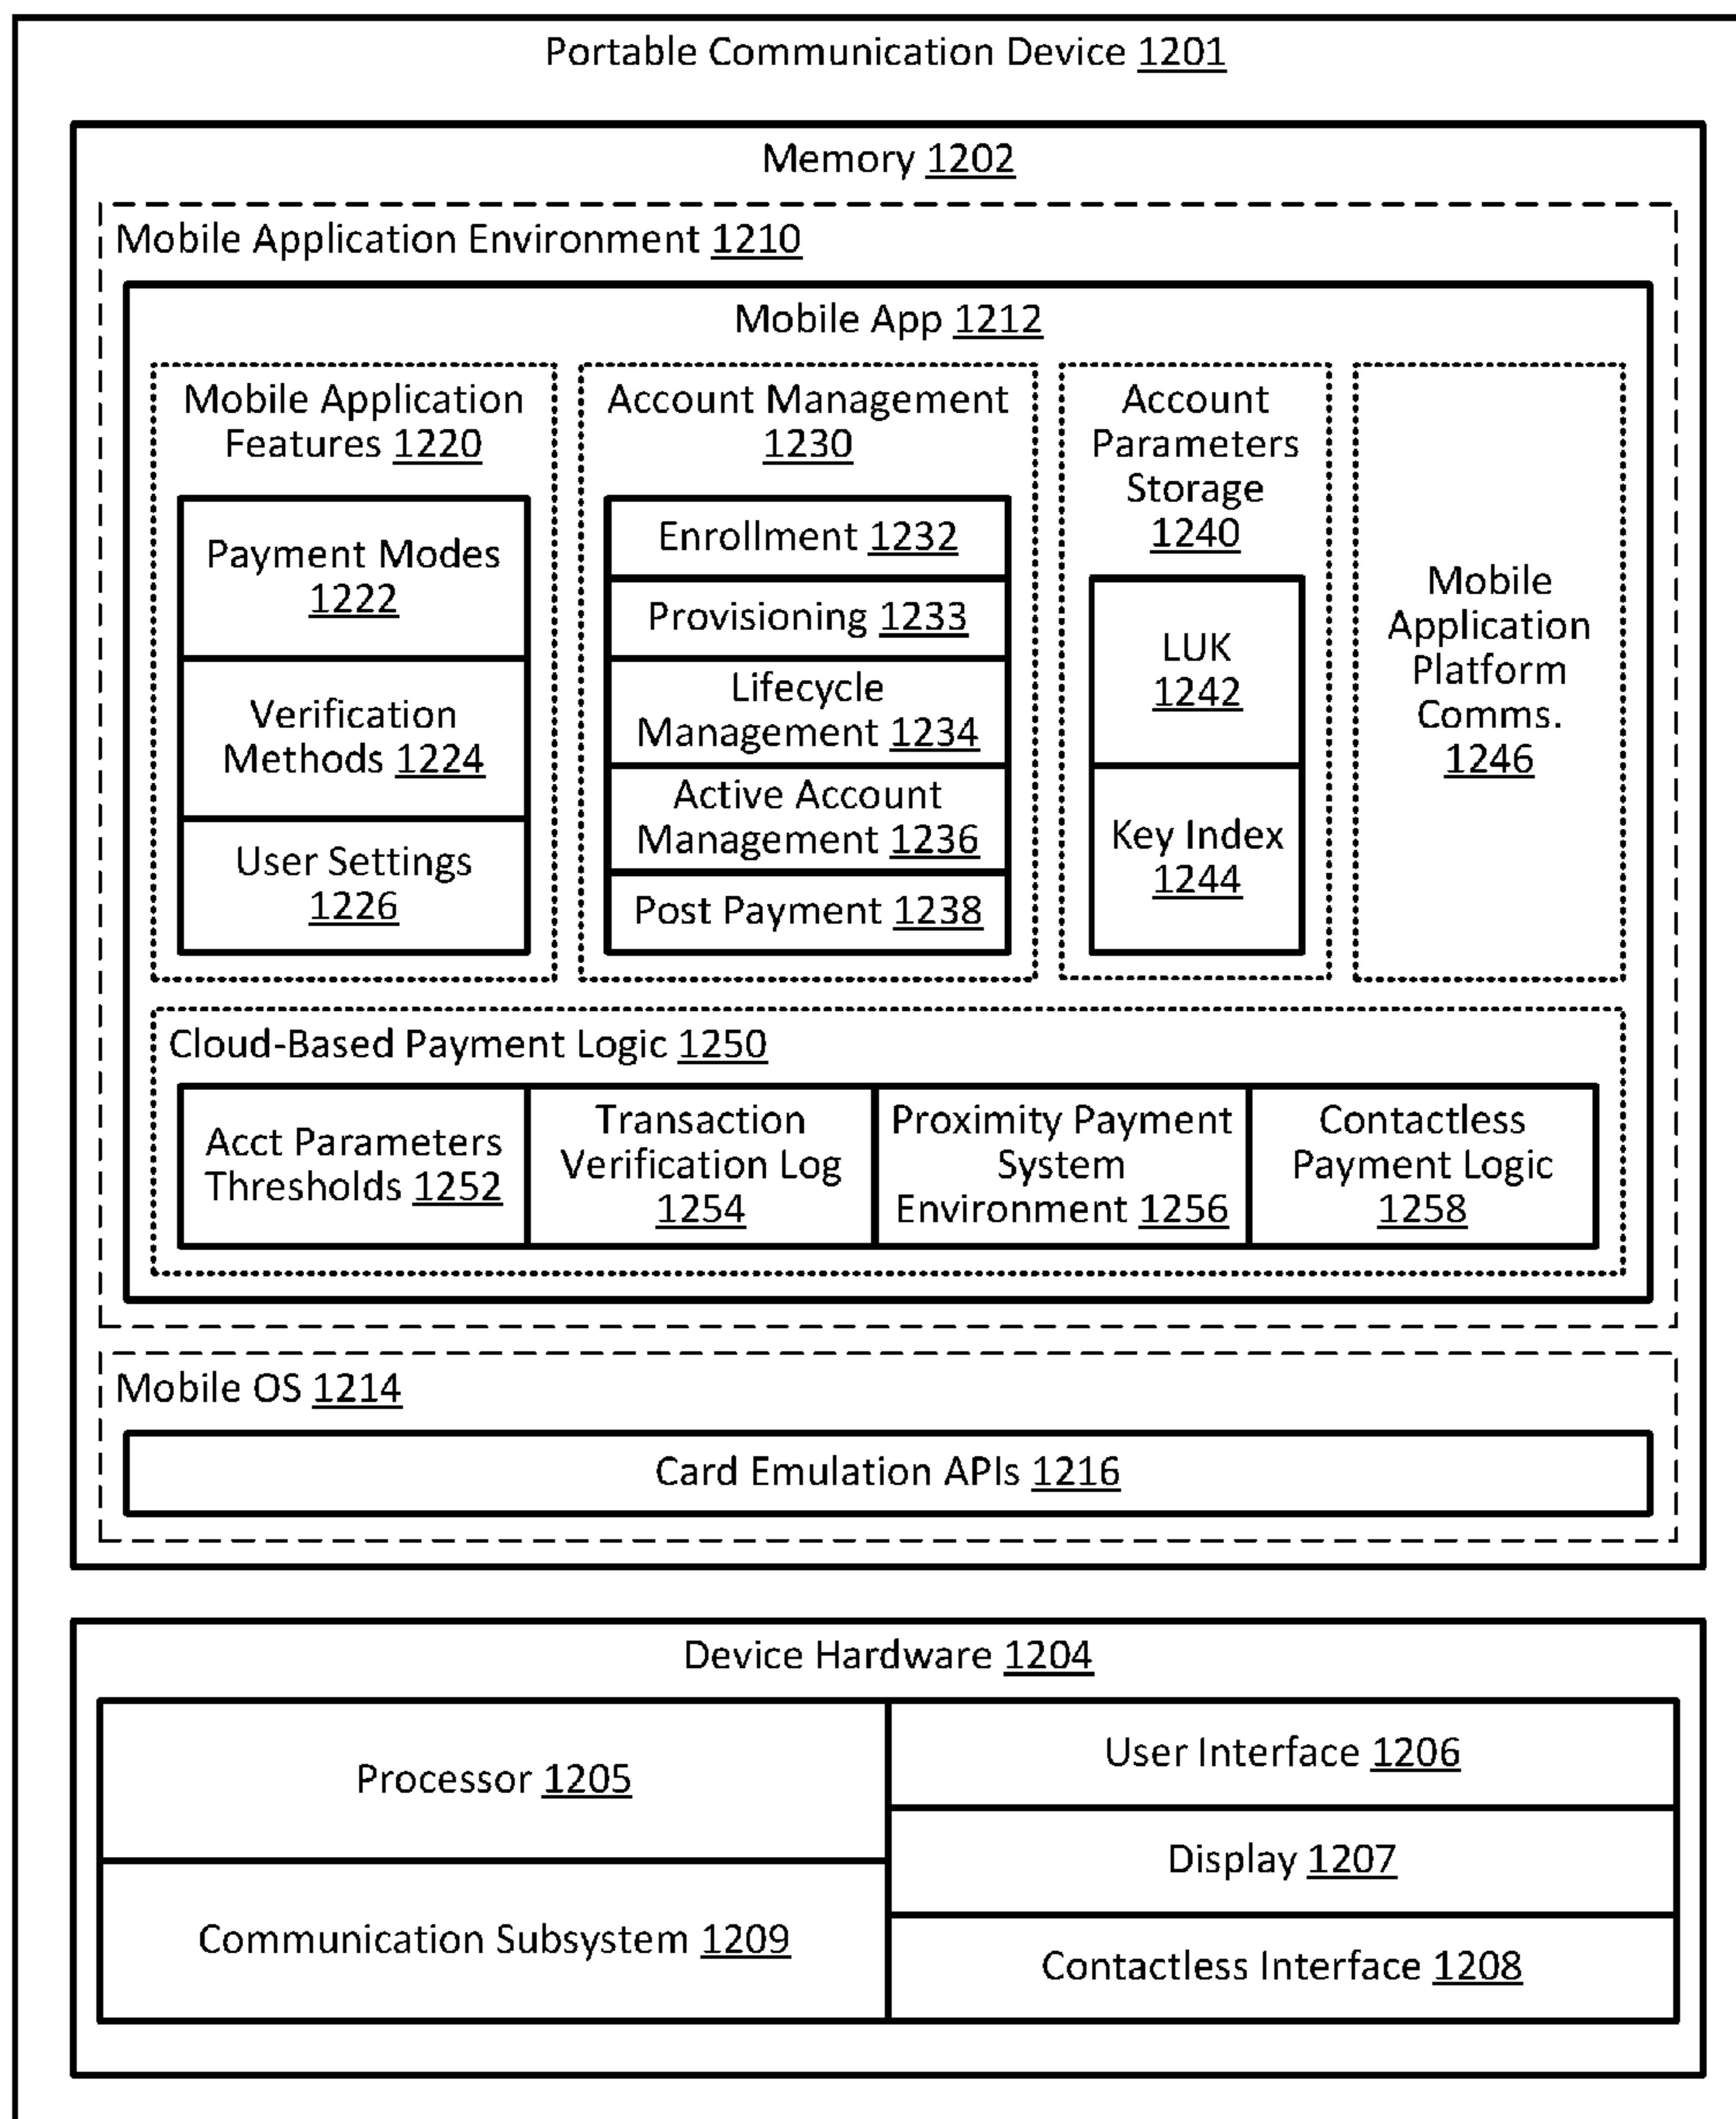 Portable Communication Device 1201
Memory 1202
Mobile Application Environment 1210
Mobile App 1212
Mobile Application
Features 1220
Payment Modes
1222
Verification
Methods 1224
User Settings
1226
Account Management
1230
Enrollment 1232
Provisioning 1233
Lifecycle
Management 1234
Active Account
Management 1236
Post Payment 1238
Account
Parameters
Storage
1240
LUK
1242
Key Index
1244
Mobile
Application
Platform
Comms.
1246
Cloud-Based Payment Logic 1250
Acct Parameters
Thresholds 1252
Transaction
Verification Log
1254
Proximity Payment
System
Environment 1256
Contactless
Payment Logic
1258
Mobile OS 1214
Card Emulation APIs 1216
Device Hardware 1204
Processor 1205
Communication Subsystem 1209
User Interface 1206
Display 1207
Contactless Interface 1208